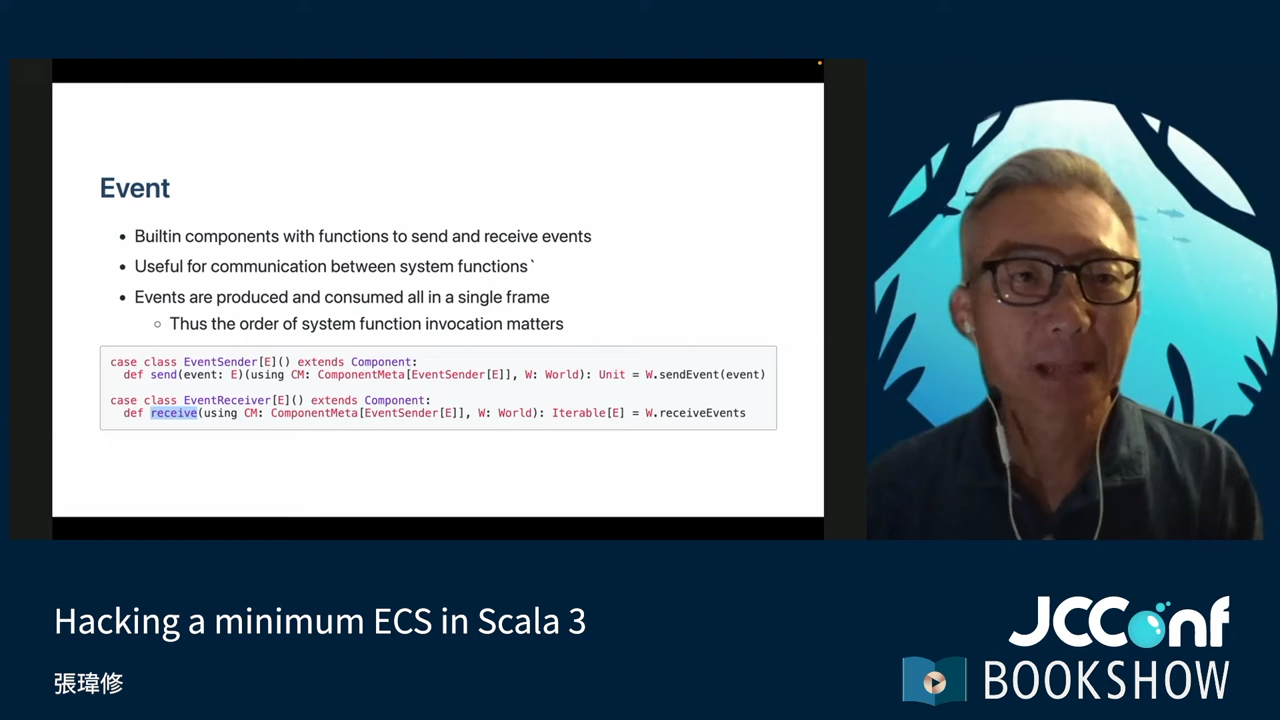 Event
• Builtin components with functions to send and receive events
• Useful for communication between system functions`
• Events are produced and consumed all in a single frame
◦ Thus the order of system function invocation matters
case class EventSender[E]() extends Component:
  def send(event: E)(using CM: ComponentMeta[EventSender[E]], W: World): Unit = W.sendEvent(event)
case class EventReceiver[E]() extends Component:
  def receive(using CM: ComponentMeta[EventSender[E]], W: World): Iterable[E] = W.receiveEvents
Hacking a minimum ECS in Scala 3
張瑋修
JCConf
BOOKSHOW